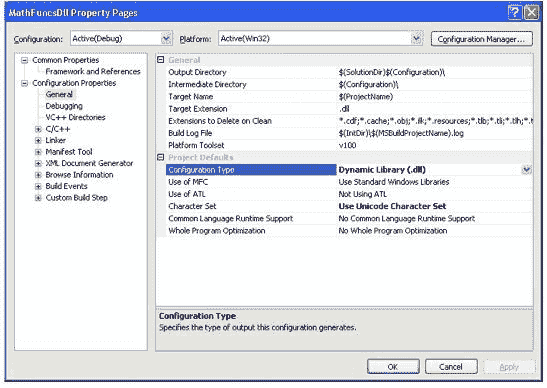 MathFuncsDll Property Pages
Configuration: Active(Debug) Platform: Active(Win32) Configuration Manager...
Common Properties
Framework and References
Configuration Properties
General
Debugging
VC++ Directories
C/C++
Linker
Manifest Tool
XML Document Generator
Browse Information
Build Events
Custom Build Step
General
Output Directory $(SolutionDir)$(Configuration)\
Intermediate Directory $(Configuration)\
Target Name $(ProjectName)
Target Extension .dll
Extensions to Delete on Clean *.cdf;*.cache;*.obj;*.ilk;*.resources;*.tlb;*.tli;*.tlh;*.t
Build Log File $(IntDir)\$(MSBuildProjectName).log
Platform Toolset v100
Project Defaults
Configuration Type Dynamic Library (.dll)
Use of MFC Use Standard Windows Libraries
Use of ATL Not Using ATL
Character Set Use Unicode Character Set
Common Language Runtime Support No Common Language Runtime Support
Whole Program Optimization No Whole Program Optimization
Configuration Type
Specifies the type of output this configuration generates.
OK Cancel Apply